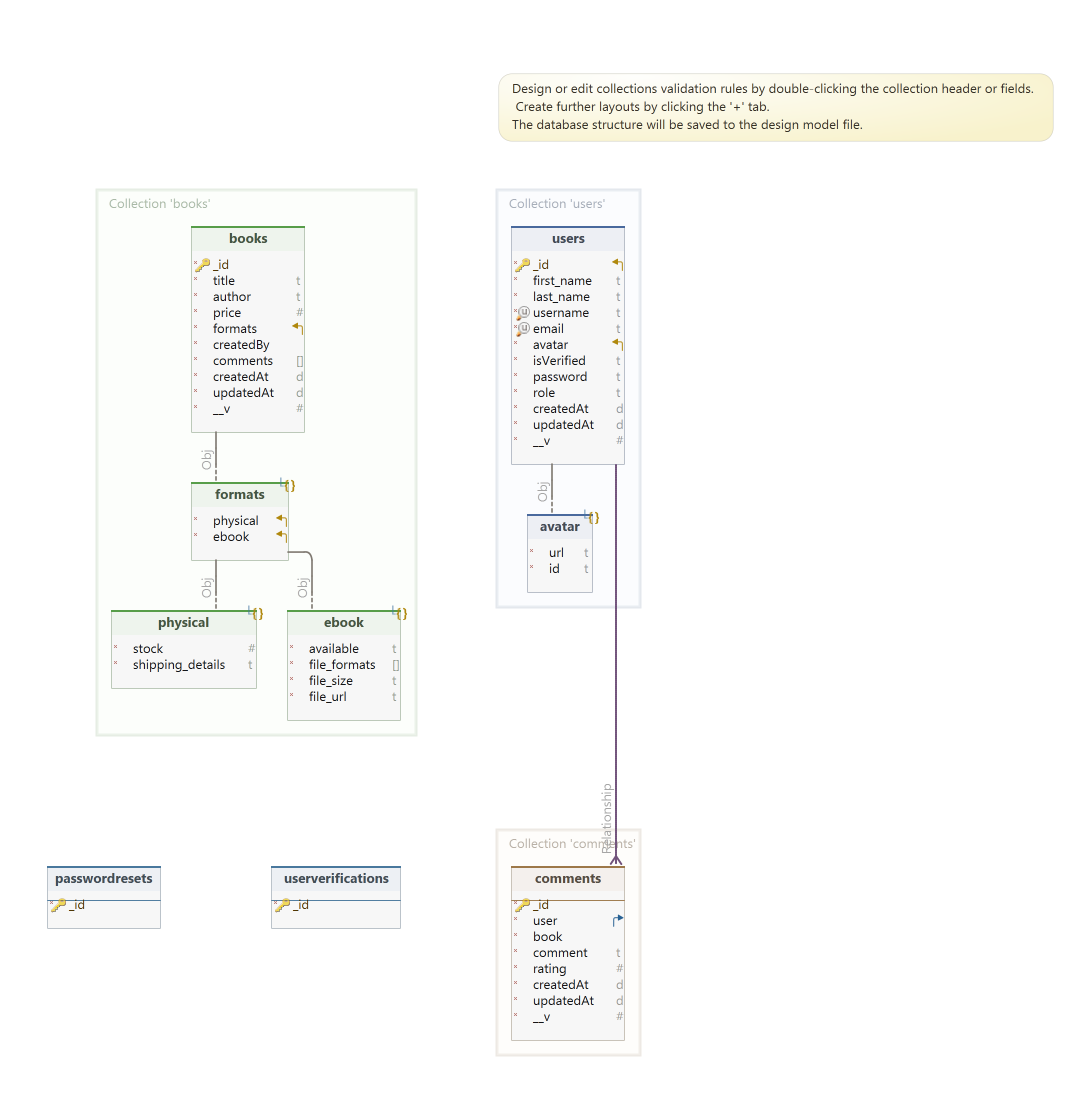 Design or edit collections validation rules by double-clicking the collection header or fields.
Create further layouts by clicking the '+' tab.
The database structure will be saved to the design model file.
Collection 'books'
books
_id
title t
author t
price #
formats
createdBy
comments []
createdAt d
updatedAt d
__v #
Obj
formats
{}
physical
ebook
Obj
Obj
physical
{}
stock #
shipping_details t
ebook
{}
available t
file_formats []
file_size t
file_url t
Collection 'users'
users
_id
first_name t
last_name t
u username t
u email t
avatar
isVerified t
password t
role t
createdAt d
updatedAt d
__v #
Obj
avatar
{}
url t
id t
Relationship
passwordresets
_id
userverifications
_id
Collection 'comments'
comments
_id
user
book
comment t
rating #
createdAt d
updatedAt d
__v #